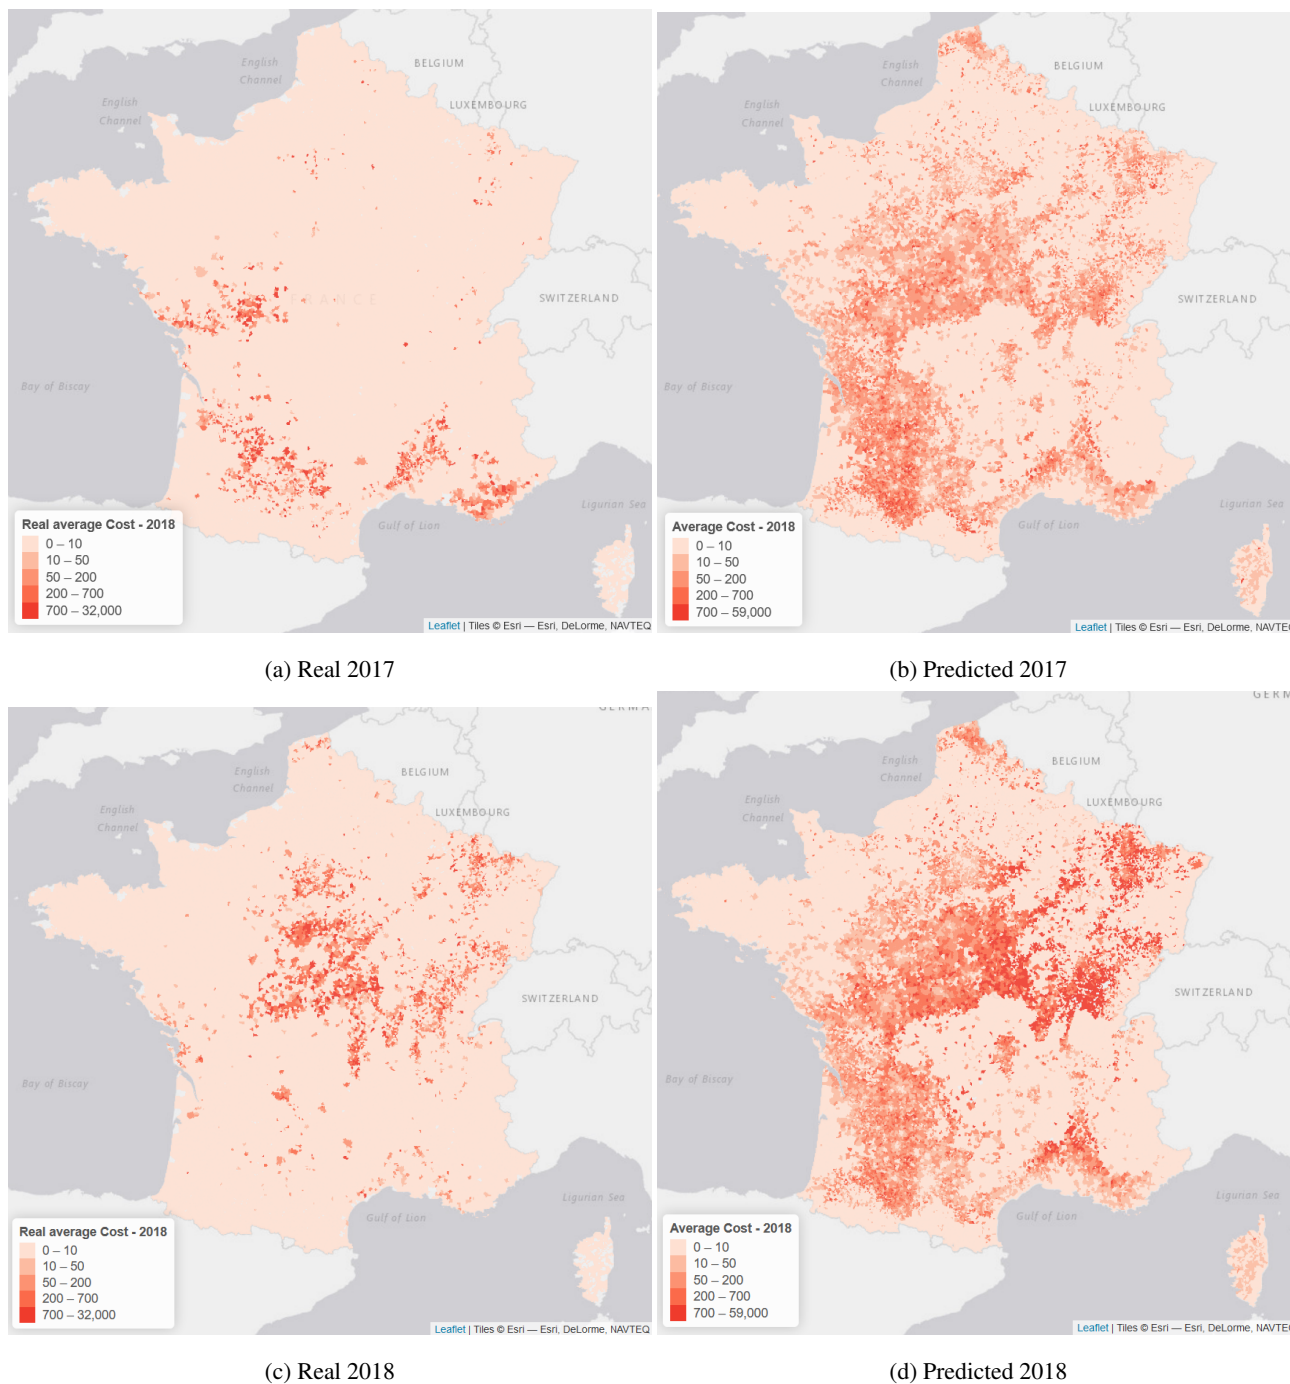 English
Channel
BELGIUM
English
Channel
LUXEMBOURG
FRANCE
SWITZERLAND
Bay of Biscay
Ligurian Sea
Gulf of Lion
Real average Cost - 2018
0 – 10
10 – 50
50 – 200
200 – 700
700 – 32,000
Leaflet | Tiles © Esri — Esri, DeLorme, NAVTEQ
(a) Real 2017
English
Channel
BELGIUM
English
Channel
LUXEMBOURG
SWITZERLAND
Bay of Biscay
Ligurian Sea
Gulf of Lion
Average Cost - 2018
0 – 10
10 – 50
50 – 200
200 – 700
700 – 59,000
Leaflet | Tiles © Esri — Esri, DeLorme, NAVTEQ
(b) Predicted 2017
GERMA
English
Channel
BELGIUM
English
Channel
LUXEMBOURG
SWITZERLAND
Bay of Biscay
Ligurian Sea
Gulf of Lion
Real average Cost - 2018
0 – 10
10 – 50
50 – 200
200 – 700
700 – 32,000
Leaflet | Tiles © Esri — Esri, DeLorme, NAVTEQ
(c) Real 2018
GERM
English
Channel
BELGIUM
English
Channel
LUXEMBOURG
SWITZERLAND
Bay of Biscay
Ligurian Sea
Gulf of Lion
Average Cost - 2018
0 – 10
10 – 50
50 – 200
200 – 700
700 – 59,000
Leaflet | Tiles © Esri — Esri, DeLorme, NAVTEQ
(d) Predicted 2018